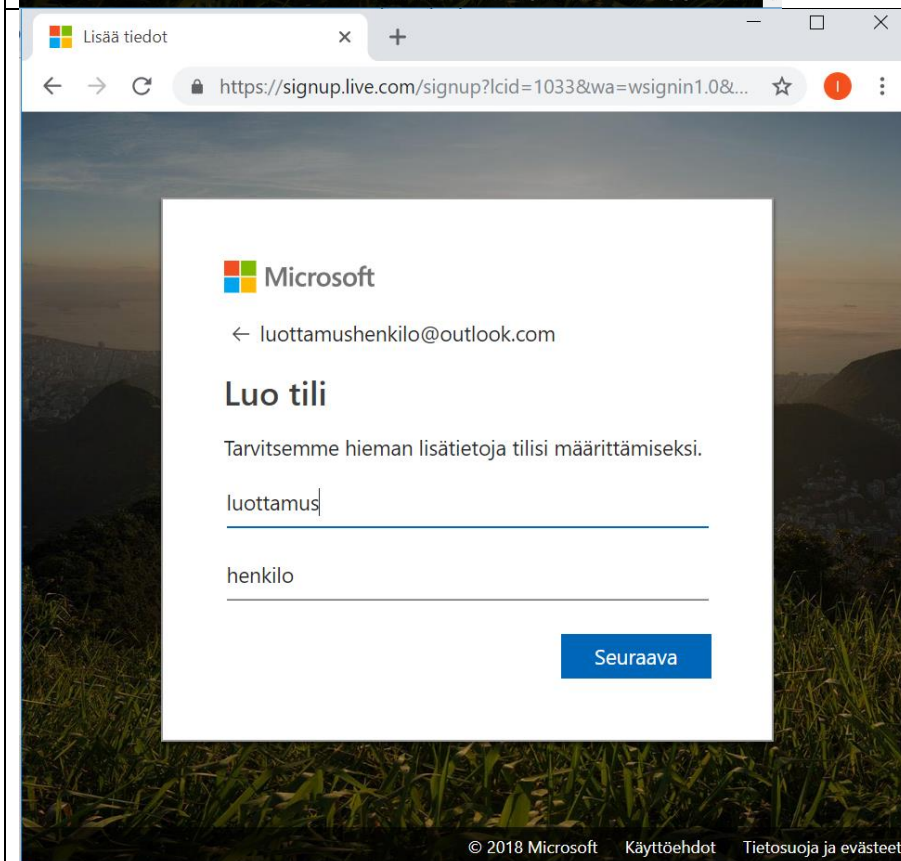 Lisää tiedot
https://signup.live.com/signup?lcid=1033&wa=wsignin1.0&...
I
Microsoft
← luottamushenkilo@outlook.com
Luo tili
Tarvitsemme hieman lisätietoja tilisi määrittämiseksi.
luottamus
henkilo
Seuraava
© 2018 Microsoft Käyttöehdot Tietosuoja ja evästeet